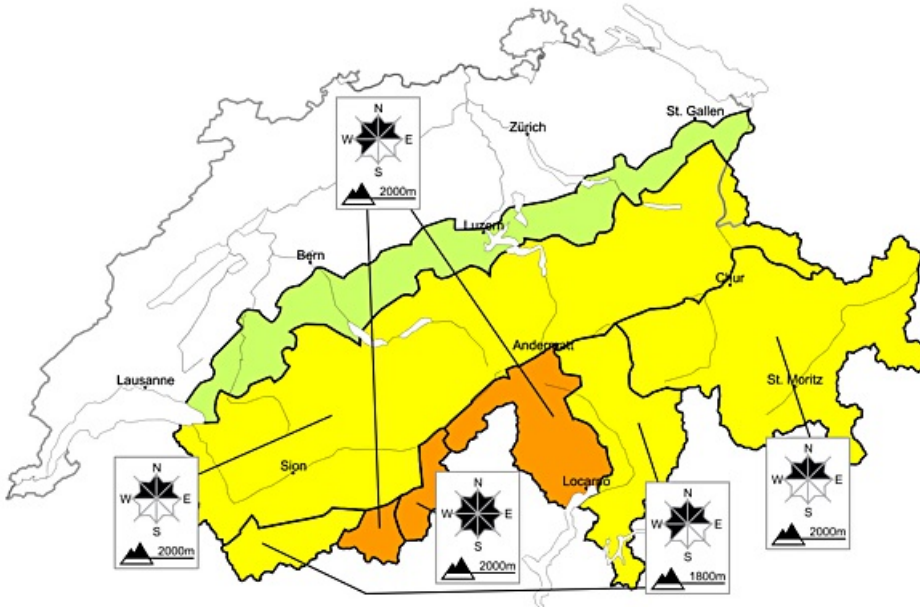 St. Gallen
Zürich
N
W E
S
2000m
Luzern
Bern
Chur
Andermatt
Lausanne
St. Moritz
Sion
Locarno
N
W E
S
2000m
N
W E
S
2000m
N
W E
S
1800m
N
W E
S
2000m